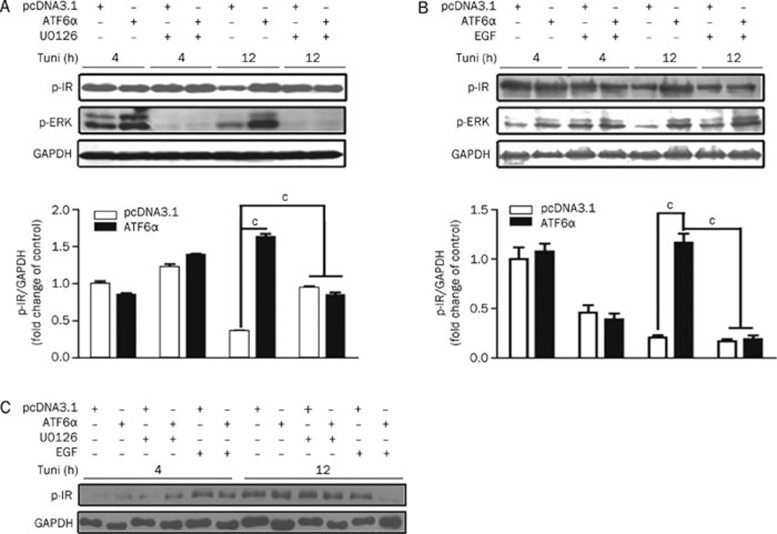 A
pcDNA3.1 + − + − + − + −
ATF6α − + − + − + − +
U0126 − − + + − − + +
Tuni (h) 4 4 12 12
p-IR
p-ERK
GAPDH
p-IR/GAPDH
(fold change of control)
2.0
1.5
1.0
0.5
0.0
pcDNA3.1
ATF6α
c
c
B
pcDNA3.1 + − + − + − + −
ATF6α − + − + − + − +
EGF − − + + − − + +
Tuni (h) 4 4 12 12
p-IR
p-ERK
GAPDH
p-IR/GAPDH
(fold change of control)
1.5
1.0
0.5
0.0
pcDNA3.1
ATF6α
c
c
C
pcDNA3.1 + − + − + − + − + − + −
ATF6α − + − + − + − + − + − +
U0126 − − + + − − − − + + − −
EGF − − − − + + − − − − + +
Tuni (h) 4 12
p-IR
GAPDH